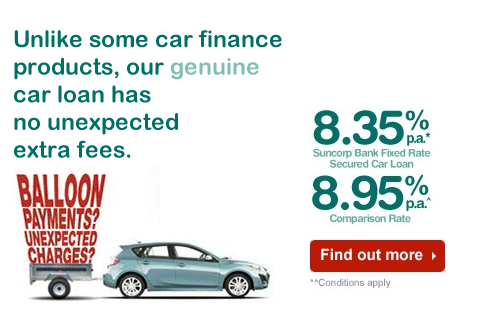 Unlike some car finance
products, our genuine
car loan has
no unexpected
extra fees.
BALLOON
PAYMENTS?
UNEXPECTED
CHARGES?
8.35% p.a.*
Suncorp Bank Fixed Rate
Secured Car Loan
8.95% p.a.^
Comparison Rate
Find out more
*^Conditions apply